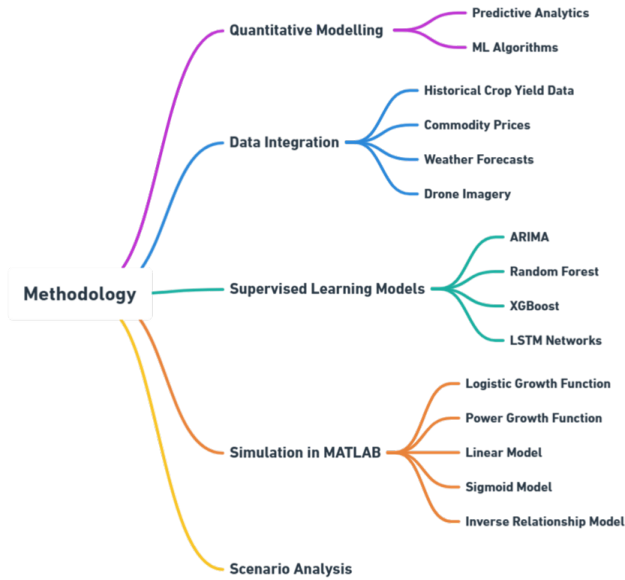 Methodology
Quantitative Modelling
Predictive Analytics
ML Algorithms
Data Integration
Historical Crop Yield Data
Commodity Prices
Weather Forecasts
Drone Imagery
Supervised Learning Models
ARIMA
Random Forest
XGBoost
LSTM Networks
Simulation in MATLAB
Logistic Growth Function
Power Growth Function
Linear Model
Sigmoid Model
Inverse Relationship Model
Scenario Analysis